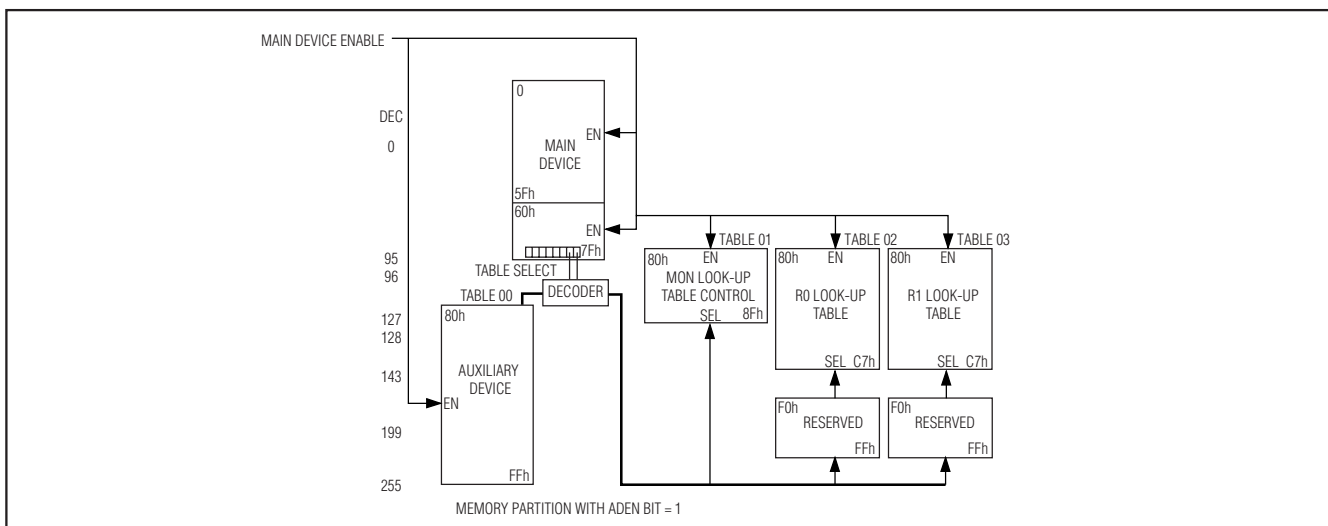 MAIN DEVICE ENABLE
DEC
0
95
96
127
128
143
199
255
0
EN
MAIN
DEVICE
5Fh
60h
EN
7Fh
TABLE SELECT
DECODER
TABLE 00
80h
AUXILIARY
DEVICE
EN
FFh
TABLE 01
80h
EN
MON LOOK-UP
TABLE CONTROL
SEL
8Fh
TABLE 02
80h
EN
R0 LOOK-UP
TABLE
SEL C7h
F0h
RESERVED
FFh
TABLE 03
80h
EN
R1 LOOK-UP
TABLE
SEL C7h
F0h
RESERVED
FFh
MEMORY PARTITION WITH ADEN BIT = 1